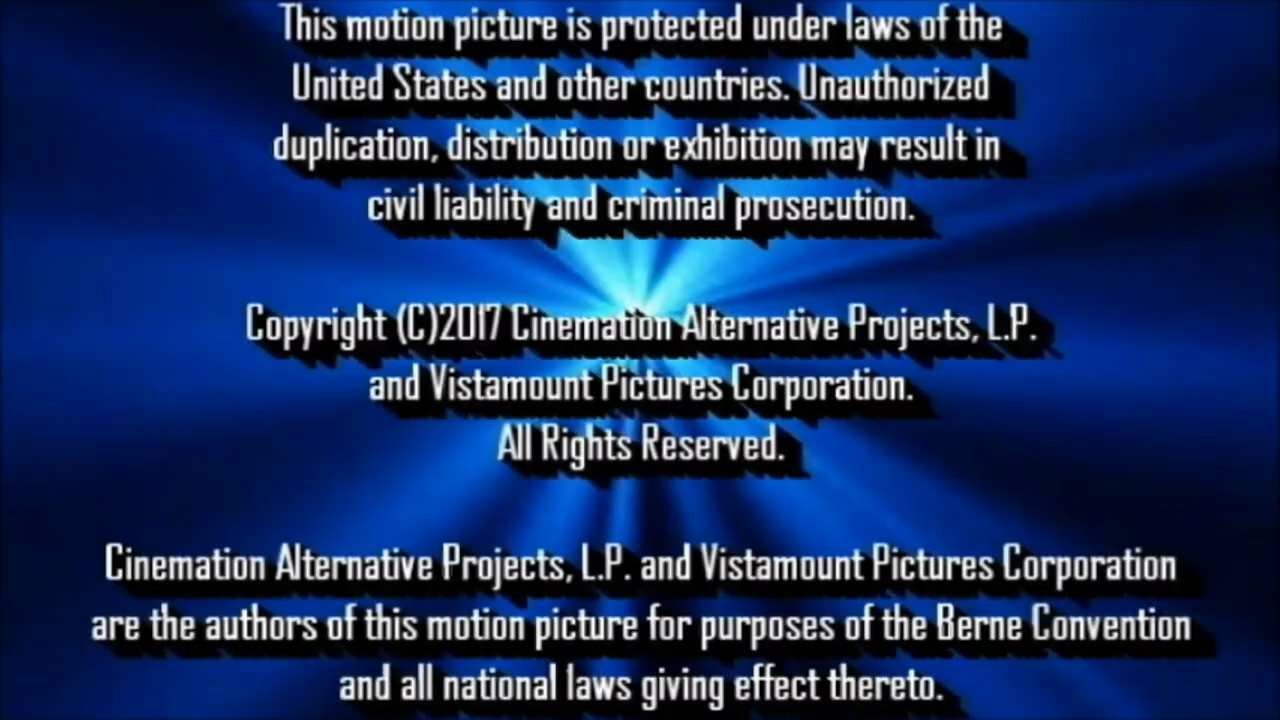 This motion picture is protected under laws of the
United States and other countries. Unauthorized
duplication, distribution or exhibition may result in
civil liability and criminal prosecution.
Copyright (C)2017 Cinemation Alternative Projects, L.P.
and Vistamount Pictures Corporation.
All Rights Reserved.
Cinemation Alternative Projects, L.P. and Vistamount Pictures Corporation
are the authors of this motion picture for purposes of the Berne Convention
and all national laws giving effect thereto.